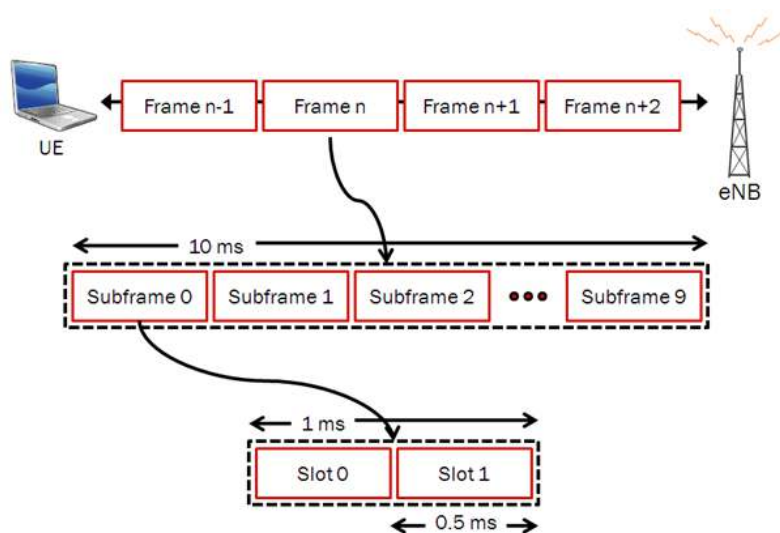 Frame n-1 Frame n Frame n+1 Frame n+2
UE
eNB
10 ms
Subframe 0 Subframe 1 Subframe 2 Subframe 9
1 ms
Slot 0 Slot 1
0.5 ms